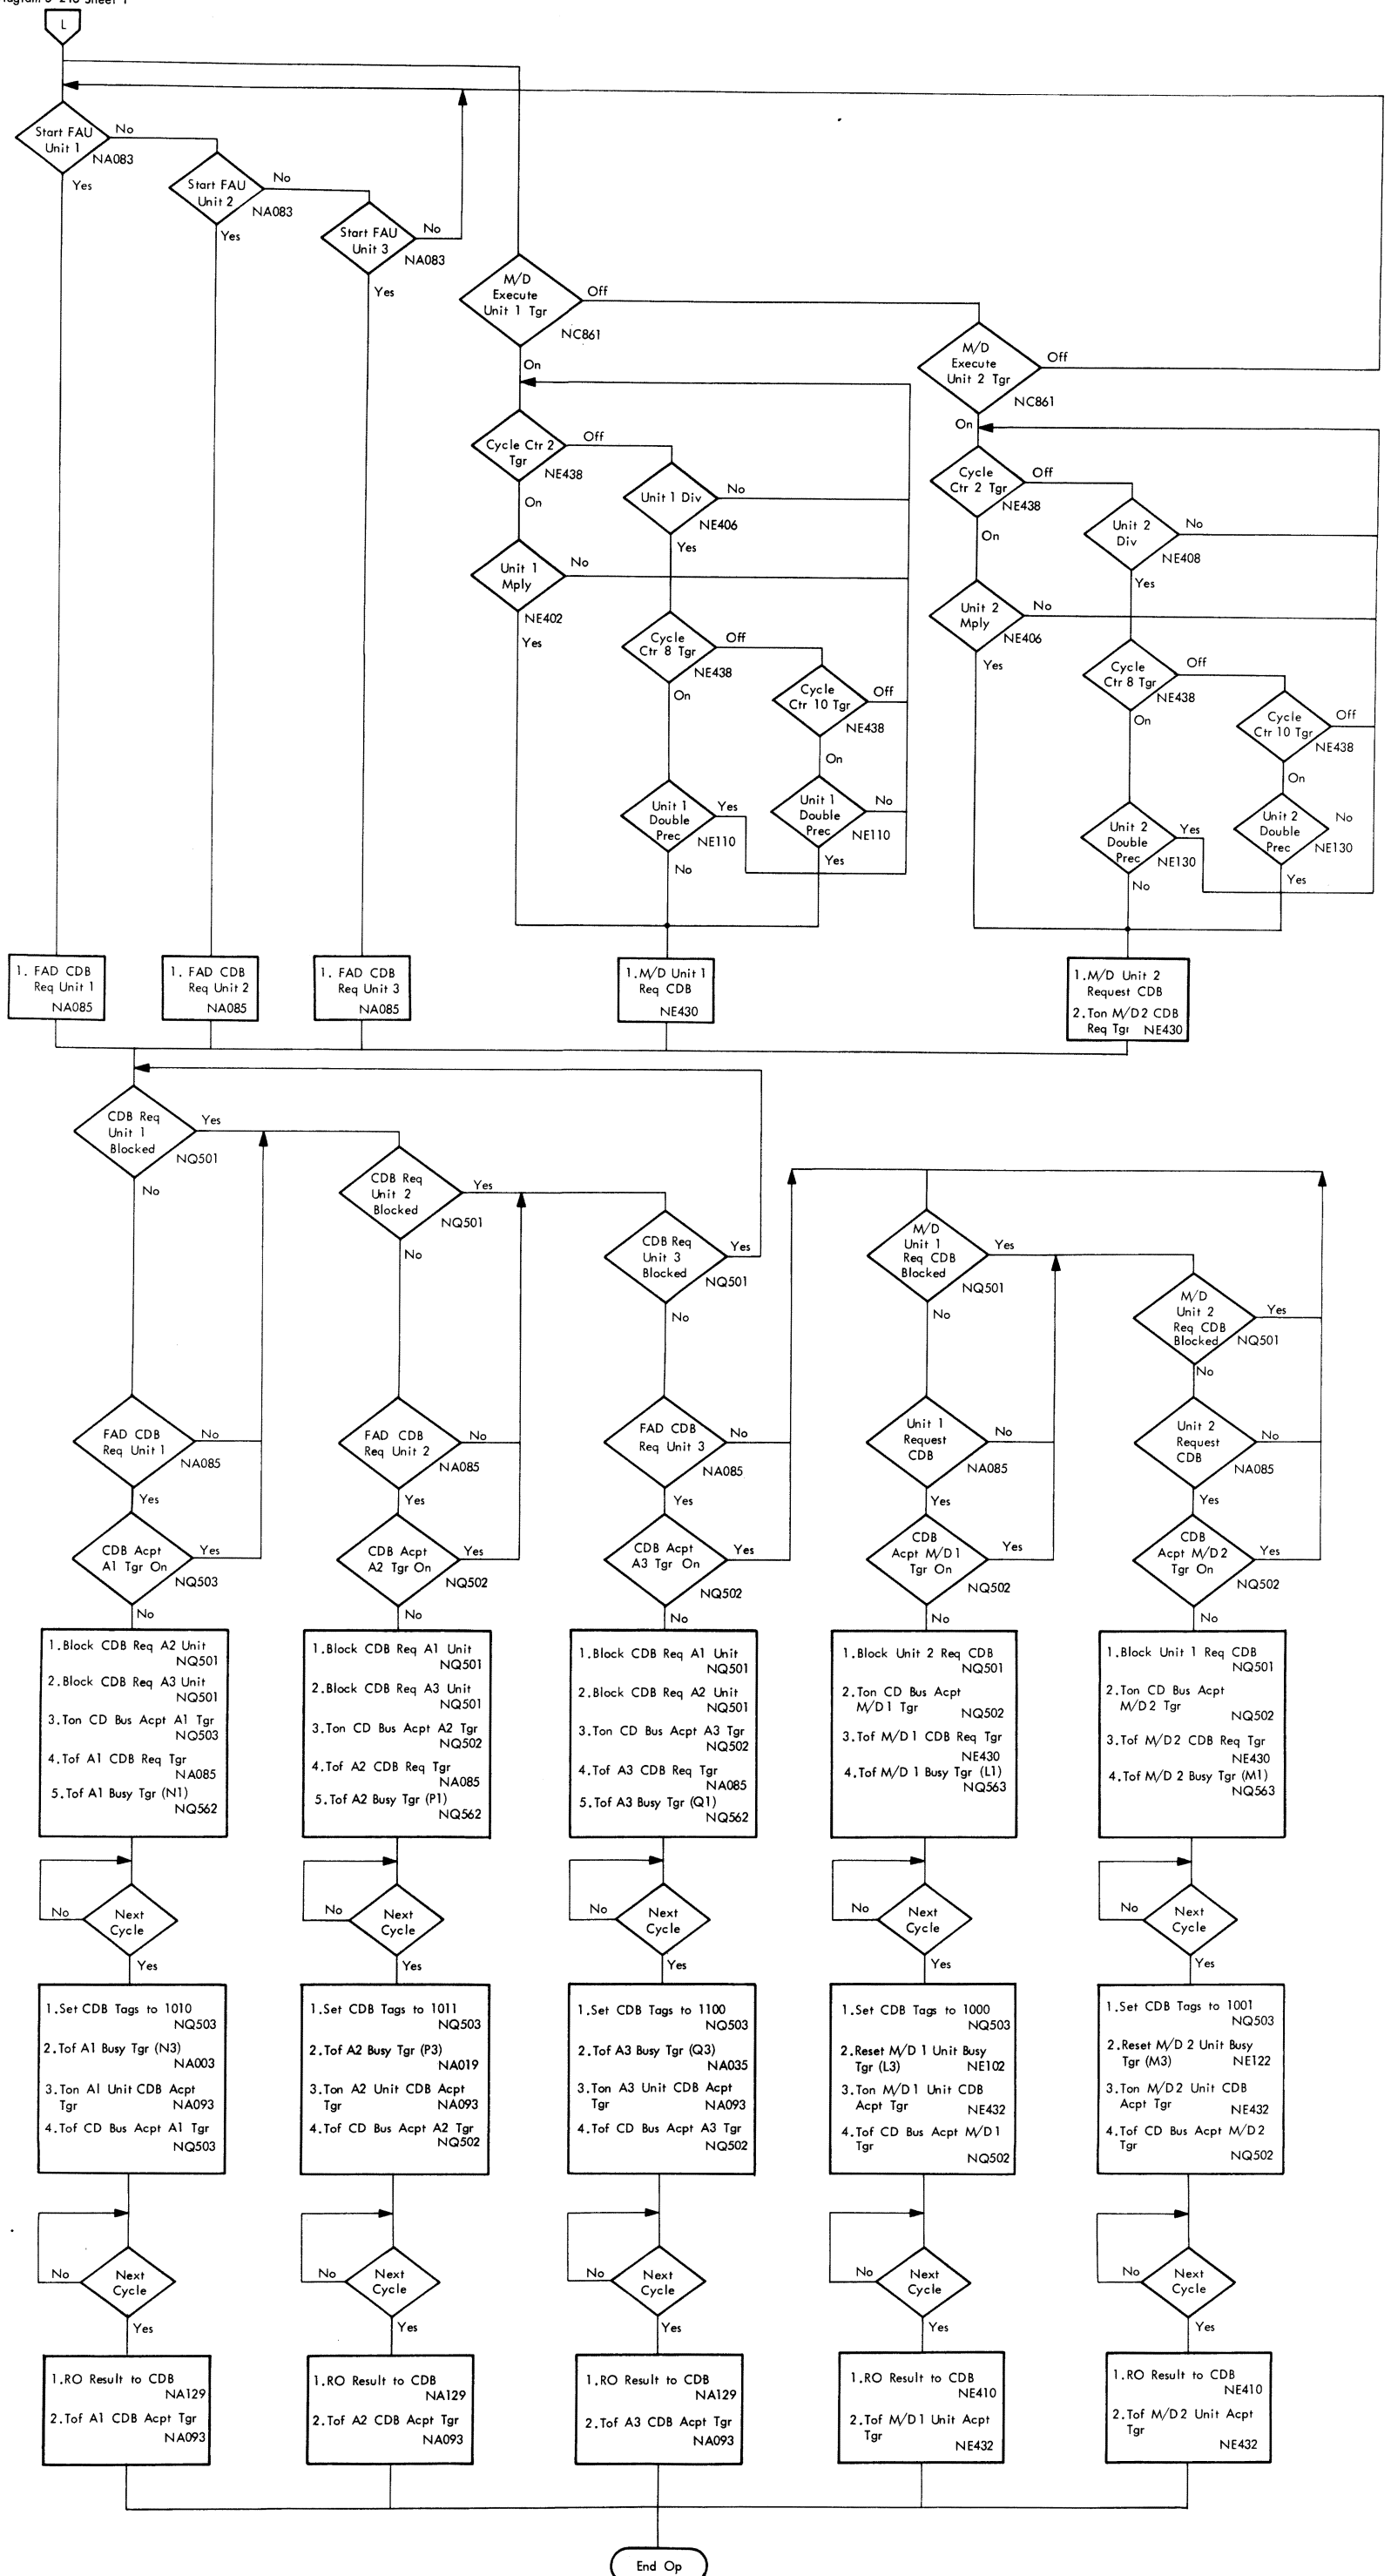 Diagram 5-216 Sheet 1
L
Start FAU
Unit 1
NA083
No
Yes
Start FAU
Unit 2
NA083
No
Yes
Start FAU
Unit 3
NA083
No
Yes
M/D
Execute
Unit 1 Tgr
NC861
Off
On
M/D
Execute
Unit 2 Tgr
NC861
Off
On
Cycle Ctr 2
Tgr
NE438
Off
On
Unit 1 Div
NE406
No
Yes
Unit 1
Mply
NE402
No
Yes
Cycle
Ctr 8 Tgr
NE438
Off
On
Cycle
Ctr 10 Tgr
NE438
Off
On
Unit 1
Double
Prec
NE110
Yes
No
Unit 1
Double
Prec
NE110
No
Yes
Cycle
Ctr 2 Tgr
NE438
Off
On
Unit 2
Div
NE408
No
Yes
Unit 2
Mply
NE406
No
Yes
Cycle
Ctr 8 Tgr
NE438
Off
On
Cycle
Ctr 10 Tgr
NE438
Off
On
Unit 2
Double
Prec
NE130
Yes
No
Unit 2
Double
Prec
NE130
No
Yes
1. FAD CDB
Req Unit 1
NA085
1. FAD CDB
Req Unit 2
NA085
1. FAD CDB
Req Unit 3
NA085
1.M/D Unit 1
Req CDB
NE430
1.M/D Unit 2
Request CDB
2.Ton M/D2 CDB
Req Tgr NE430
CDB Req
Unit 1
Blocked
NQ501
Yes
No
CDB Req
Unit 2
Blocked
NQ501
Yes
No
CDB Req
Unit 3
Blocked
NQ501
Yes
No
M/D
Unit 1
Req CDB
Blocked
NQ501
Yes
No
M/D
Unit 2
Req CDB
Blocked
NQ501
Yes
No
FAD CDB
Req Unit 1
NA085
No
Yes
FAD CDB
Req Unit 2
NA085
No
Yes
FAD CDB
Req Unit 3
NA085
No
Yes
Unit 1
Request
CDB
NA085
No
Yes
Unit 2
Request
CDB
NA085
No
Yes
CDB Acpt
A1 Tgr On
NQ503
Yes
No
CDB Acpt
A2 Tgr On
NQ502
Yes
No
CDB Acpt
A3 Tgr On
NQ502
Yes
No
CDB
Acpt M/D1
Tgr On
NQ502
Yes
No
CDB
Acpt M/D2
Tgr On
NQ502
Yes
No
1.Block CDB Req A2 Unit
NQ501
2.Block CDB Req A3 Unit
NQ501
3.Ton CD Bus Acpt A1 Tgr
NQ503
4.Tof A1 CDB Req Tgr
NA085
5.Tof A1 Busy Tgr (N1)
NQ562
1.Block CDB Req A1 Unit
NQ501
2.Block CDB Req A3 Unit
NQ501
3.Ton CD Bus Acpt A2 Tgr
NQ502
4.Tof A2 CDB Req Tgr
NA085
5.Tof A2 Busy Tgr (P1)
NQ562
1.Block CDB Req A1 Unit
NQ501
2.Block CDB Req A2 Unit
NQ501
3.Ton CD Bus Acpt A3 Tgr
NQ502
4.Tof A3 CDB Req Tgr
NA085
5.Tof A3 Busy Tgr (Q1)
NQ562
1.Block Unit 2 Req CDB
NQ501
2.Ton CD Bus Acpt
M/D1 Tgr
NQ502
3.Tof M/D1 CDB Req Tgr
NE430
4.Tof M/D 1 Busy Tgr (L1)
NQ563
1.Block Unit 1 Req CDB
NQ501
2.Ton CD Bus Acpt
M/D2 Tgr
NQ502
3.Tof M/D2 CDB Req Tgr
NE430
4.Tof M/D 2 Busy Tgr (M1)
NQ563
Next
Cycle
No
Yes
Next
Cycle
No
Yes
Next
Cycle
No
Yes
Next
Cycle
No
Yes
Next
Cycle
No
Yes
1.Set CDB Tags to 1010
NQ503
2.Tof A1 Busy Tgr (N3)
NA003
3.Ton A1 Unit CDB Acpt
Tgr NA093
4.Tof CD Bus Acpt A1 Tgr
NQ503
1.Set CDB Tags to 1011
NQ503
2.Tof A2 Busy Tgr (P3)
NA019
3.Ton A2 Unit CDB Acpt
Tgr NA093
4.Tof CD Bus Acpt A2 Tgr
NQ502
1.Set CDB Tags to 1100
NQ503
2.Tof A3 Busy Tgr (Q3)
NA035
3.Ton A3 Unit CDB Acpt
Tgr NA093
4.Tof CD Bus Acpt A3 Tgr
NQ502
1.Set CDB Tags to 1000
NQ503
2.Reset M/D 1 Unit Busy
Tgr (L3) NE102
3.Ton M/D1 Unit CDB
Acpt Tgr NE432
4.Tof CD Bus Acpt M/D1
Tgr
NQ502
1.Set CDB Tags to 1001
NQ503
2.Reset M/D 2 Unit Busy
Tgr (M3) NE122
3.Ton M/D2 Unit CDB
Acpt Tgr
NE432
4.Tof CD Bus Acpt M/D2
Tgr
NQ502
Next
Cycle
No
Yes
Next
Cycle
No
Yes
Next
Cycle
No
Yes
Next
Cycle
No
Yes
Next
Cycle
No
Yes
1.RO Result to CDB
NA129
2.Tof A1 CDB Acpt Tgr
NA093
1.RO Result to CDB
NA129
2.Tof A2 CDB Acpt Tgr
NA093
1.RO Result to CDB
NA129
2.Tof A3 CDB Acpt Tgr
NA093
1.RO Result to CDB
NE410
2.Tof M/D1 Unit Acpt
Tgr
NE432
1.RO Result to CDB
NE410
2.Tof M/D2 Unit Acpt
Tgr
NE432
End Op